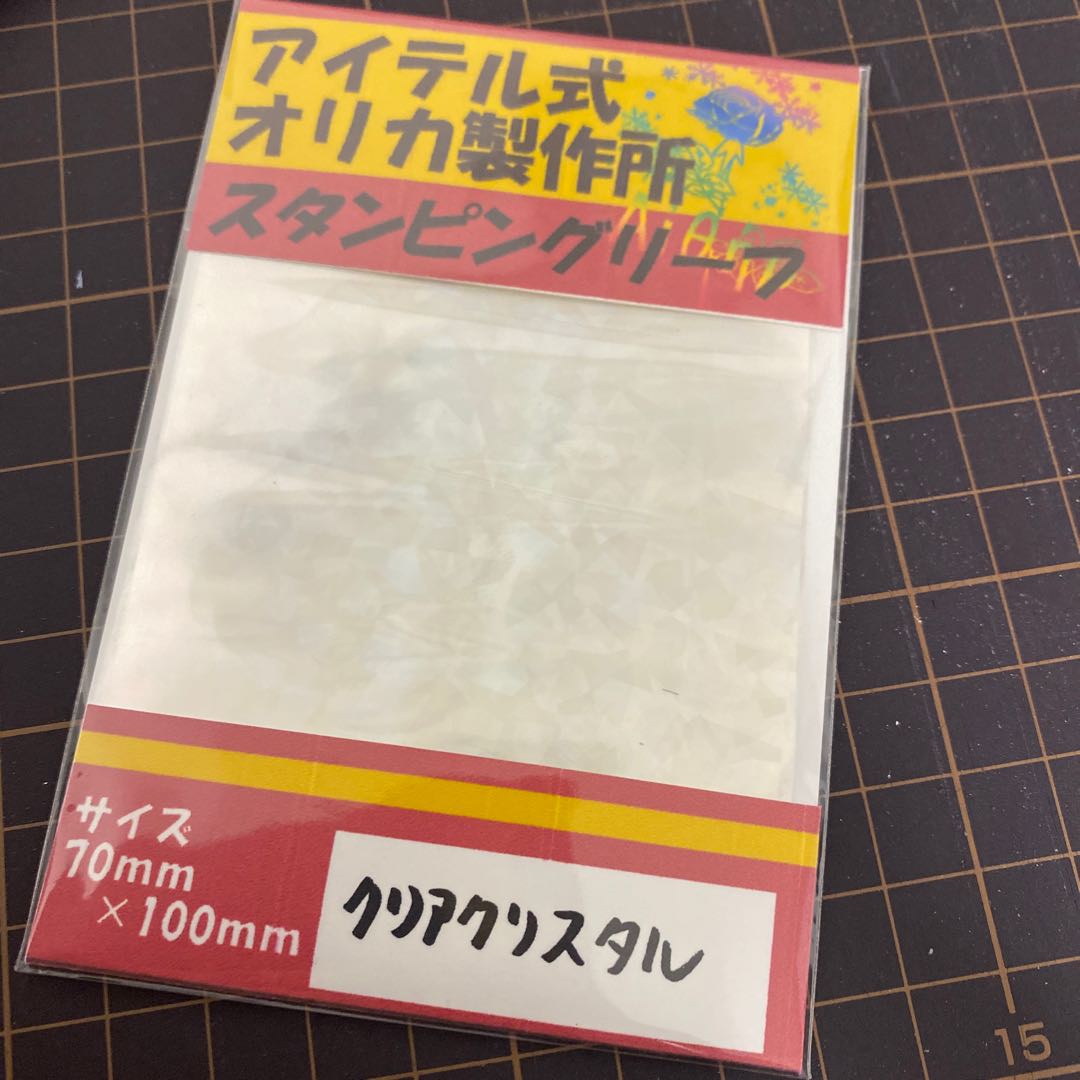 アイテル式
オリカ製作所
スタンピングリーフ
サイズ
70mm
×100mm
クリアクリスタル
15